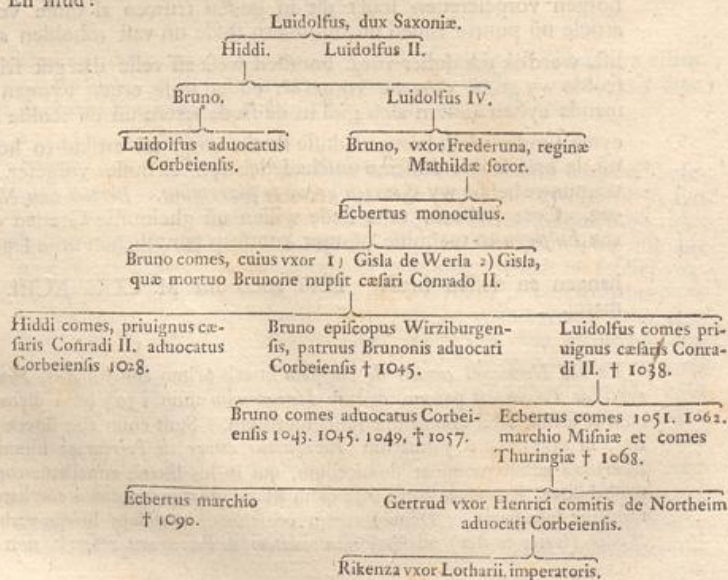 En illud:
Luidolfus, dux Saxoniæ.
Hiddi. Luidolfus II.
Bruno. Luidolfus IV.
Luidolfus aduocatus
Corbeiensis.
Bruno, vxor Frederuna, reginæ
Mathildæ soror.
Ecbertus monoculus.
Bruno comes, cuius vxor 1) Gisla de Werla 2) Gisla,
quæ mortuo Brunone nupsit cæsari Conrado II.
Hiddi comes, priuignus cæ-
saris Conradi II. aduocatus
Corbeiensis 1028.
Bruno episcopus Wirziburgen-
sis, patruus Brunonis aduocati
Corbeiensis † 1045.
Luidolfus comes pri-
uignus cæsaris Conra-
di II. † 1038.
Bruno comes aduocatus Corbei-
ensis 1043. 1045. 1049. † 1057.
Ecbertus comes 1051. 1062.
marchio Misniæ et comes
Thuringiæ † 1068.
Ecbertus marchio
† 1090.
Gertrud vxor Henrici comitis de Northeim
aduocati Corbeiensis.
Rikenza vxor Lotharii, imperatoris.